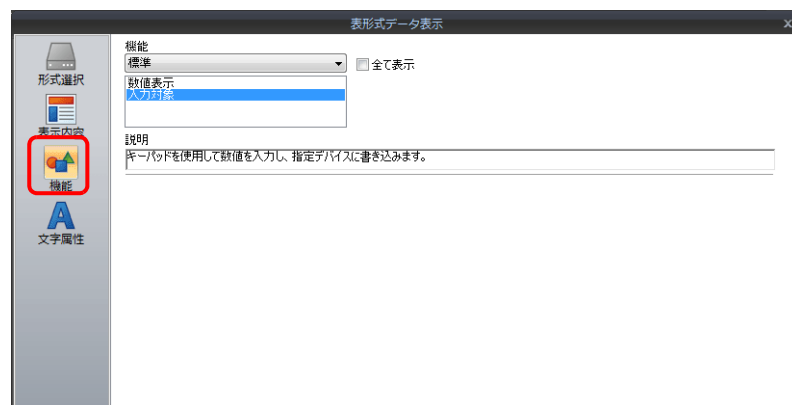 表形式データ表示
x
形式選択
表示内容
機能
文字属性
機能
標準
全て表示
数値表示
入力対象
説明
キーパッドを使用して数値を入力し、指定デバイスに書き込みます。